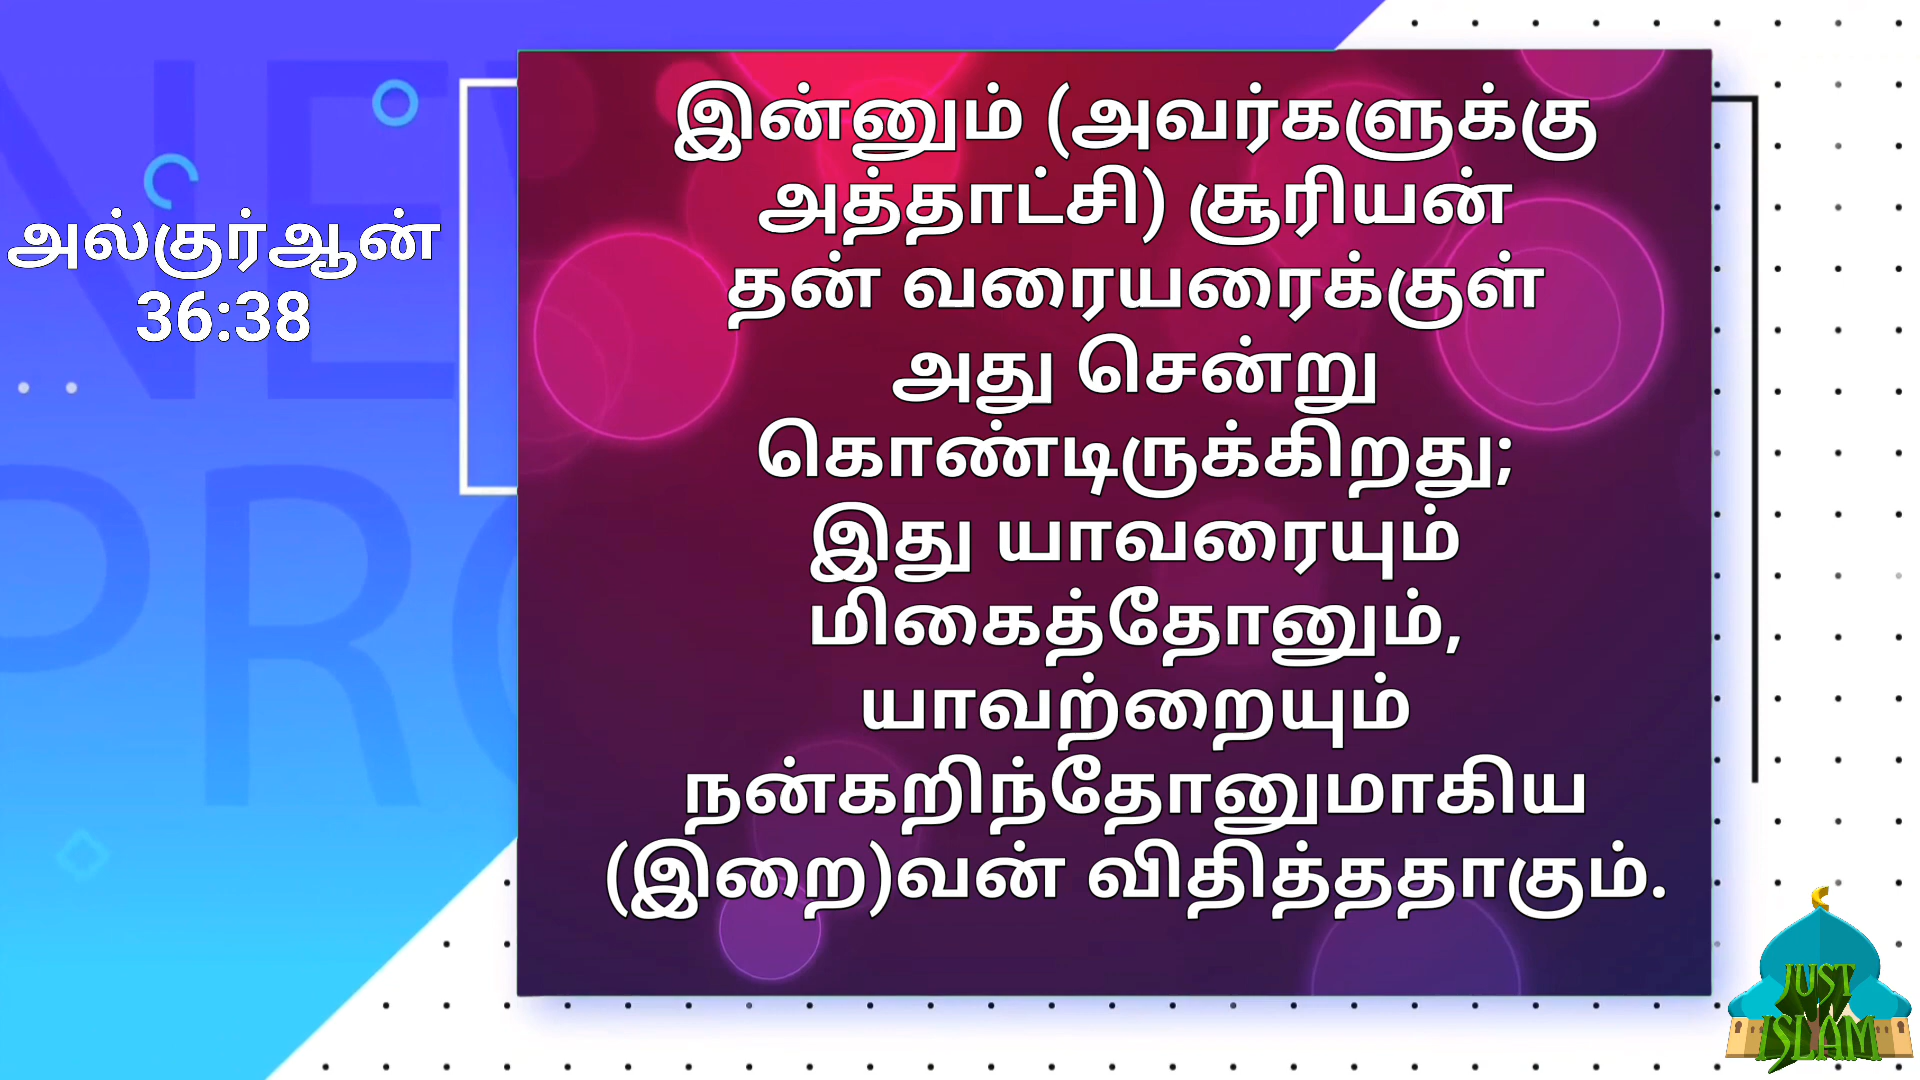 அல்குர்ஆன்
36:38
இன்னும் (அவர்களுக்கு
அத்தாட்சி) சூரியன்
தன் வரையரைக்குள்
அது சென்று
கொண்டிருக்கிறது;
இது யாவரையும்
மிகைத்தோனும்,
யாவற்றையும்
நன்கறிந்தோனுமாகிய
(இறை)வன் விதித்ததாகும்.
JUST
ISLAM